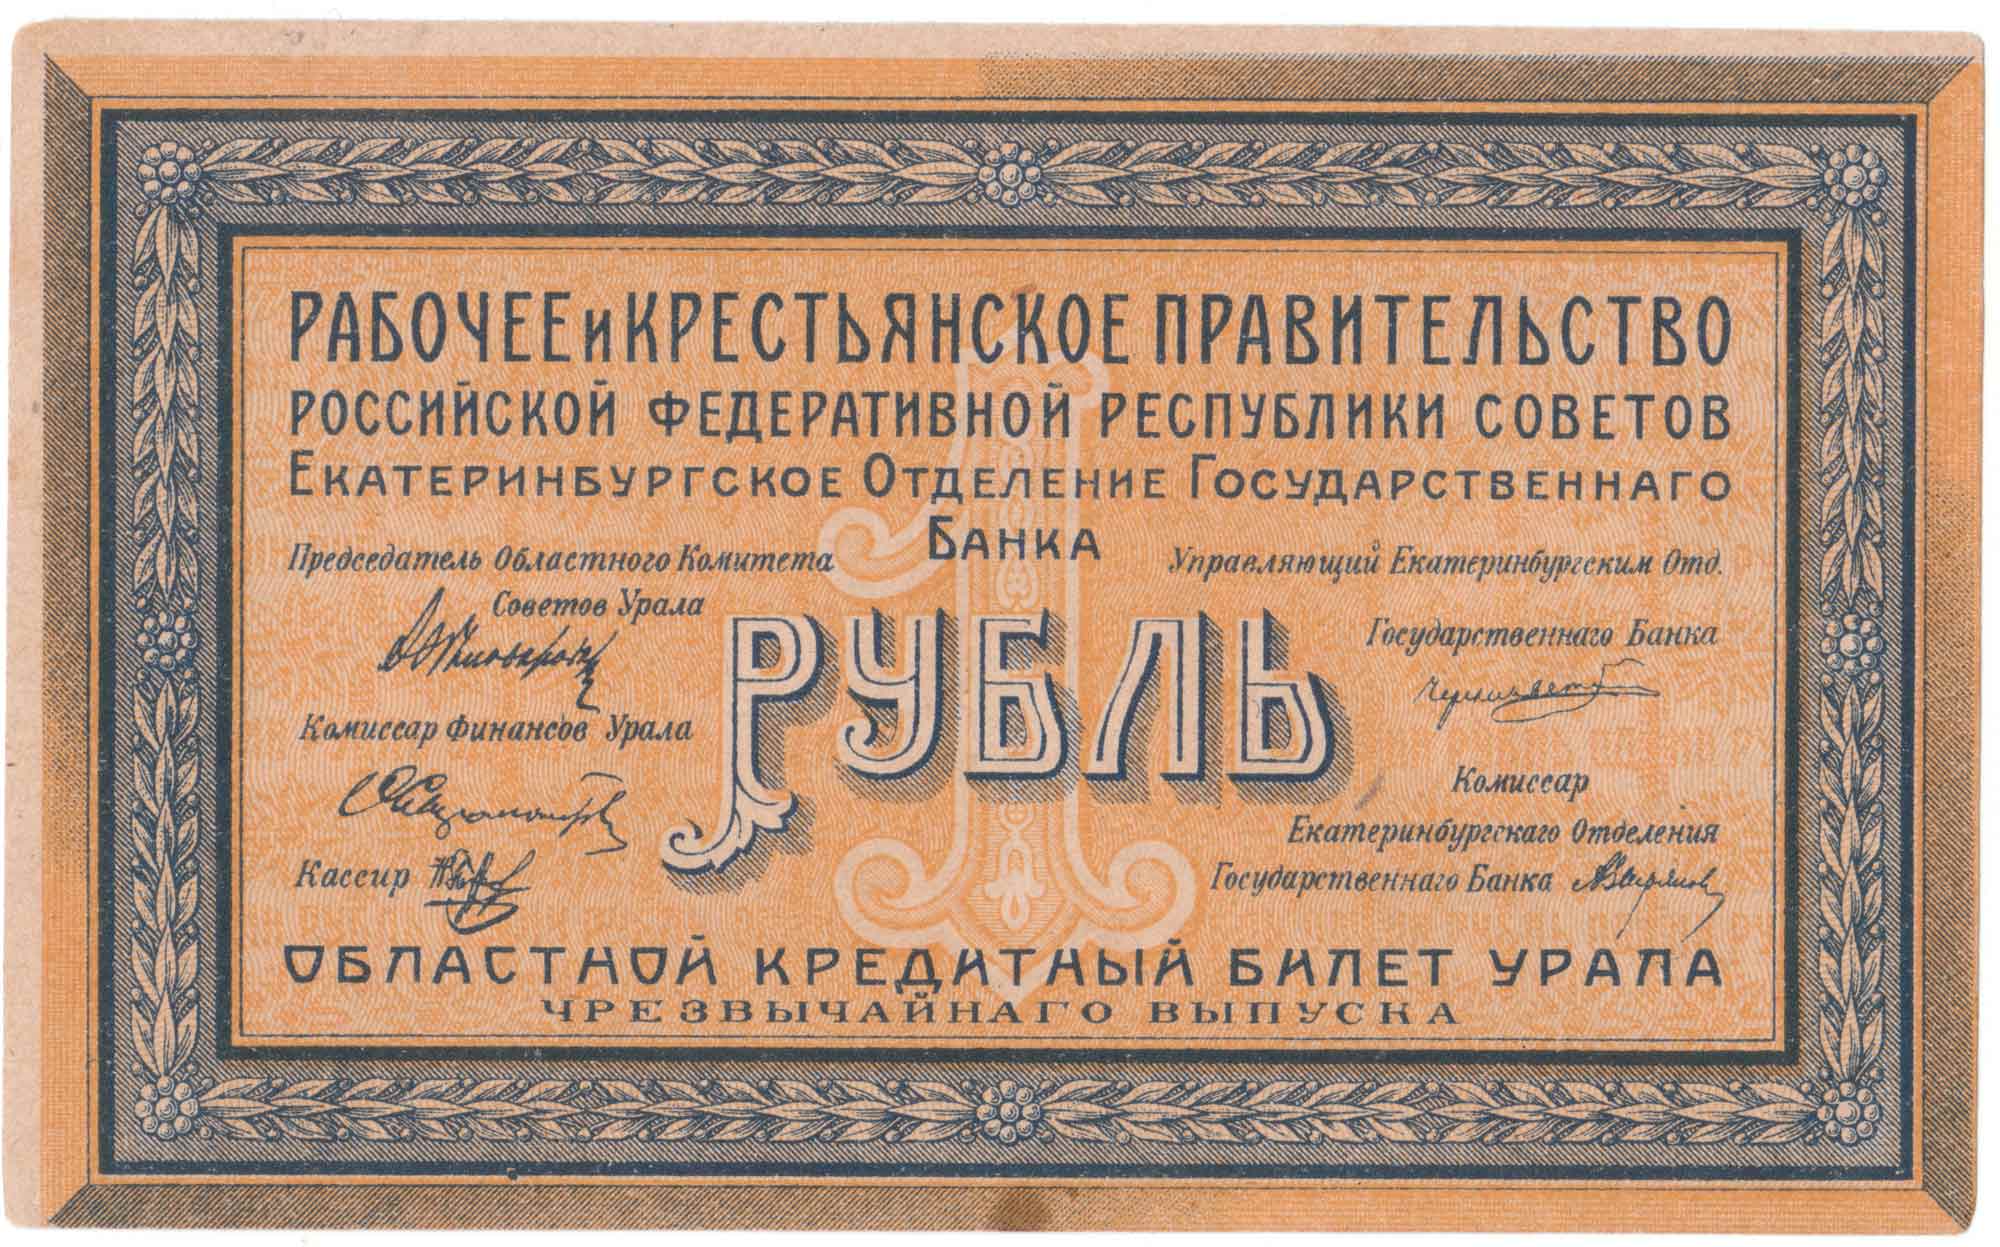 РАБОЧЕЕ и КРЕСТЬЯНСКОЕ ПРАВИТЕЛЬСТВО
РОССИЙСКОЙ ФЕДЕРАТИВНОЙ РЕСПУБЛИКИ СОВЕТОВ
ЕКАТЕРИНБУРГСКОЕ ОТДЕЛЕНИЕ ГОСУДАРСТВЕННАГО
БАНКА
Председатель Областного Комитета
Советов Урала
Управляющий Екатеринбургским Отд.
Государственнаго Банка
1
РУБЛЬ
Комиссар Финансов Урала
Кассир
Комиссар
Екатеринбургскаго Отделения
Государственнаго Банка
ОБЛАСТНОЙ КРЕДИТНЫЙ БИЛЕТ УРАЛА
ЧРЕЗВЫЧАЙНАГО ВЫПУСКА